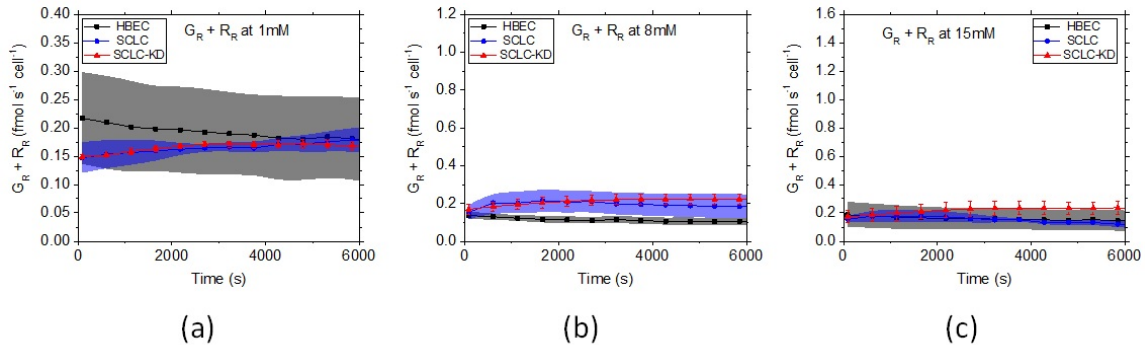 G_R + R_R at 1mM
HBEC
SCLC
SCLC-KD
G_R + R_R (fmol s⁻¹ cell⁻¹)
0.40
0.35
0.30
0.25
0.20
0.15
0.10
0.05
0.00
0 2000 4000 6000
Time (s)
(a)
G_R + R_R at 8mM
HBEC
SCLC
SCLC-KD
G_R + R_R (fmol s⁻¹ cell⁻¹)
1.2
1.0
0.8
0.6
0.4
0.2
0.0
0 2000 4000 6000
Time (s)
(b)
G_R + R_R at 15mM
HBEC
SCLC
SCLC-KD
G_R + R_R (fmol s⁻¹ cell⁻¹)
1.6
1.4
1.2
1.0
0.8
0.6
0.4
0.2
0.0
0 2000 4000 6000
Time (s)
(c)